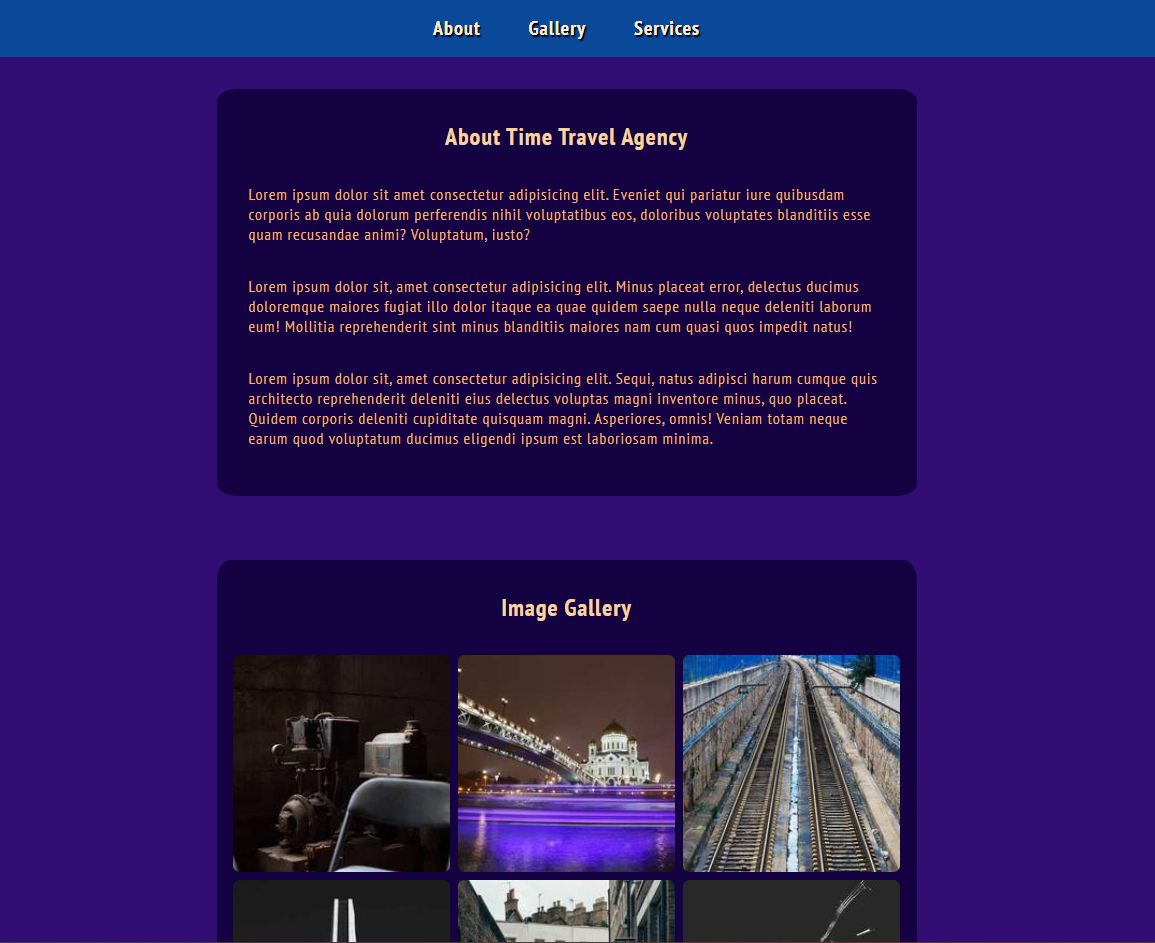 About Gallery Services
About Time Travel Agency
Lorem ipsum dolor sit amet consectetur adipisicing elit. Eveniet qui pariatur iure quibusdam
corporis ab quia dolorum perferendis nihil voluptatibus eos, doloribus voluptates blanditiis esse
quam recusandae animi? Voluptatum, iusto?
Lorem ipsum dolor sit, amet consectetur adipisicing elit. Minus placeat error, delectus ducimus
doloremque maiores fugiat illo dolor itaque ea quae quidem saepe nulla neque deleniti laborum
eum! Mollitia reprehenderit sint minus blanditiis maiores nam cum quasi quos impedit natus!
Lorem ipsum dolor sit, amet consectetur adipisicing elit. Sequi, natus adipisci harum cumque quis
architecto reprehenderit deleniti eius delectus voluptas magni inventore minus, quo placeat.
Quidem corporis deleniti cupiditate quisquam magni. Asperiores, omnis! Veniam totam neque
earum quod voluptatum ducimus eligendi ipsum est laboriosam minima.
Image Gallery